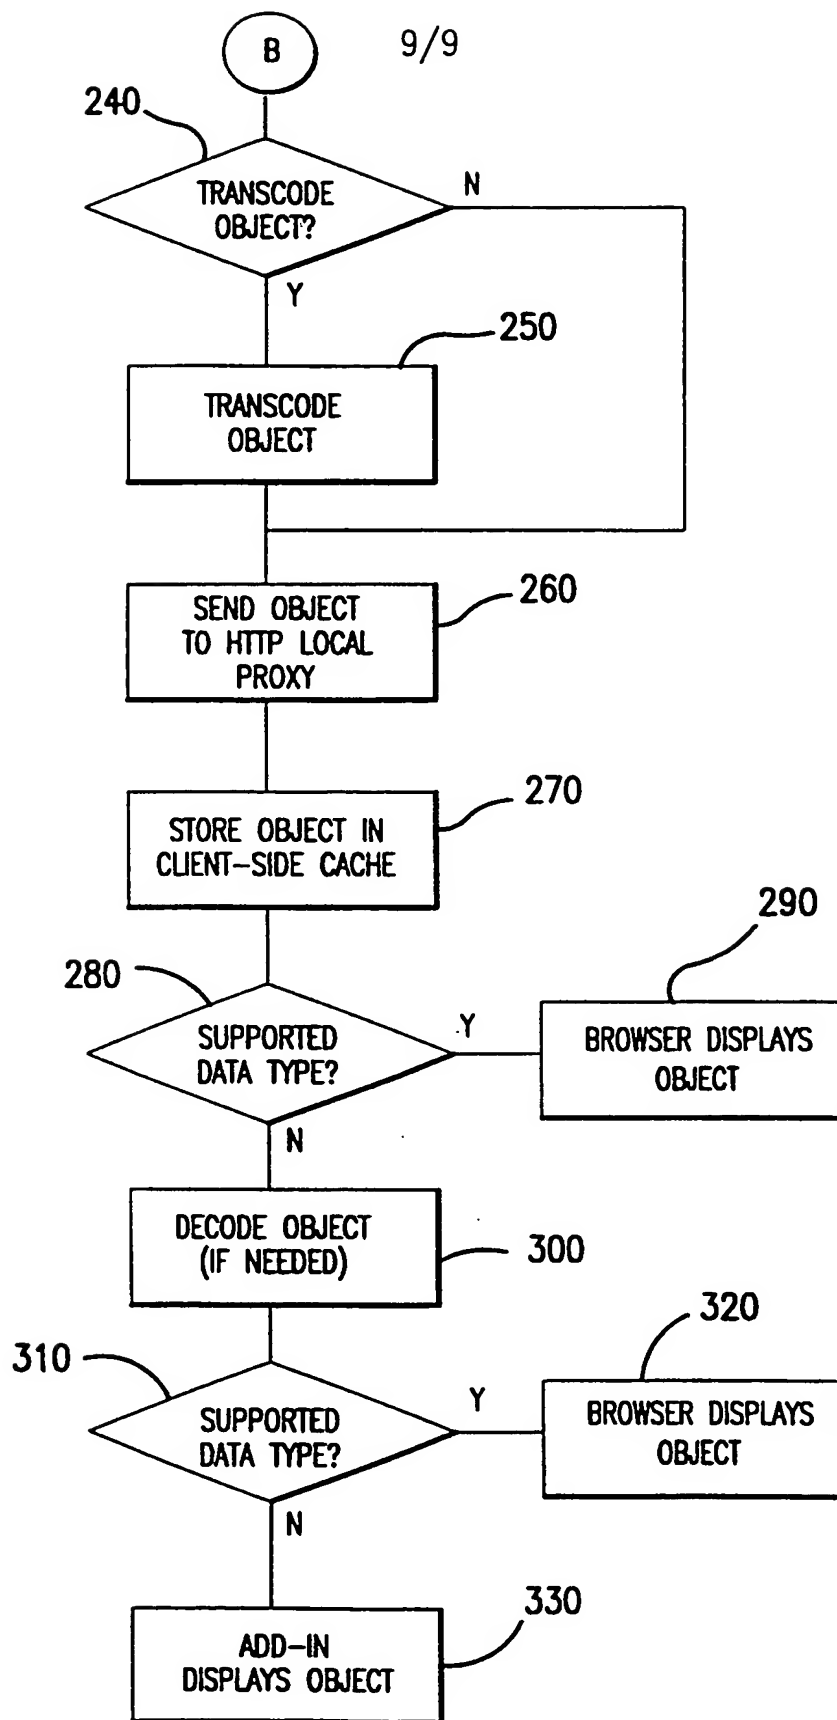 B
9/9
240
TRANSCODE
OBJECT?
N
Y
250
TRANSCODE
OBJECT
260
SEND OBJECT
TO HTTP LOCAL
PROXY
270
STORE OBJECT IN
CLIENT-SIDE CACHE
290
280
SUPPORTED
DATA TYPE?
Y
BROWSER DISPLAYS
OBJECT
N
DECODE OBJECT
(IF NEEDED)
300
320
310
SUPPORTED
DATA TYPE?
Y
BROWSER DISPLAYS
OBJECT
N
330
ADD-IN
DISPLAYS OBJECT